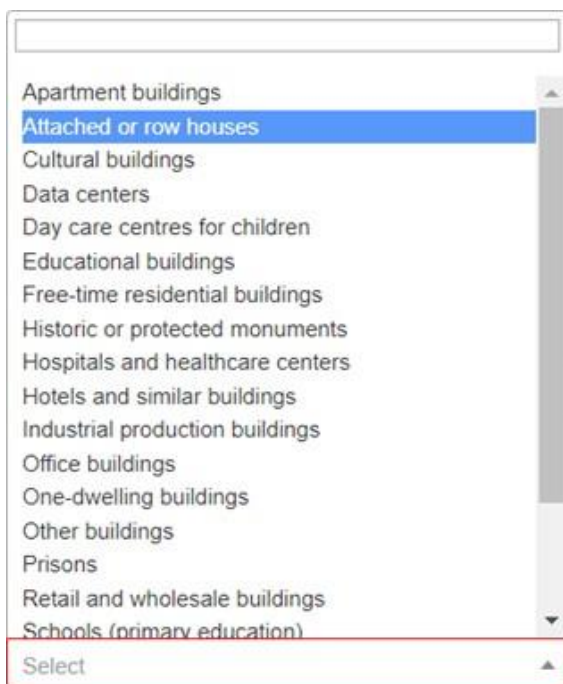 Apartment buildings
Attached or row houses
Cultural buildings
Data centers
Day care centres for children
Educational buildings
Free-time residential buildings
Historic or protected monuments
Hospitals and healthcare centers
Hotels and similar buildings
Industrial production buildings
Office buildings
One-dwelling buildings
Other buildings
Prisons
Retail and wholesale buildings
Schools (primary education)
Select